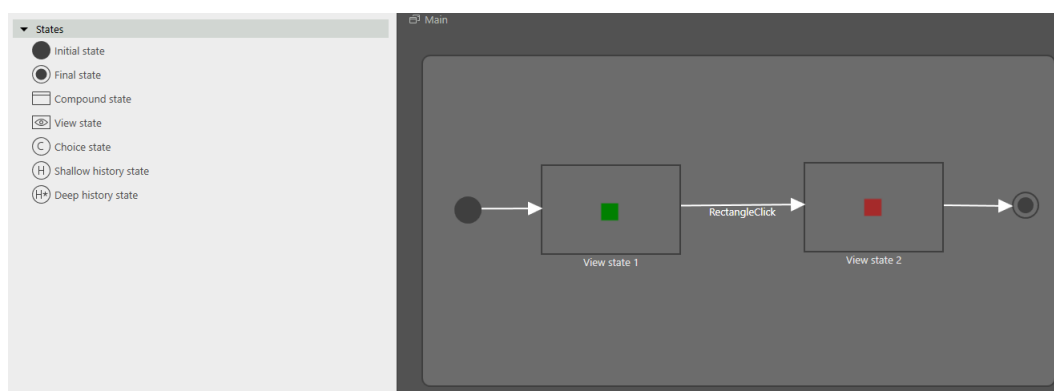 States
Initial state
Final state
Compound state
View state
C Choice state
H Shallow history state
H* Deep history state
Main
RectangleClick
View state 1
View state 2